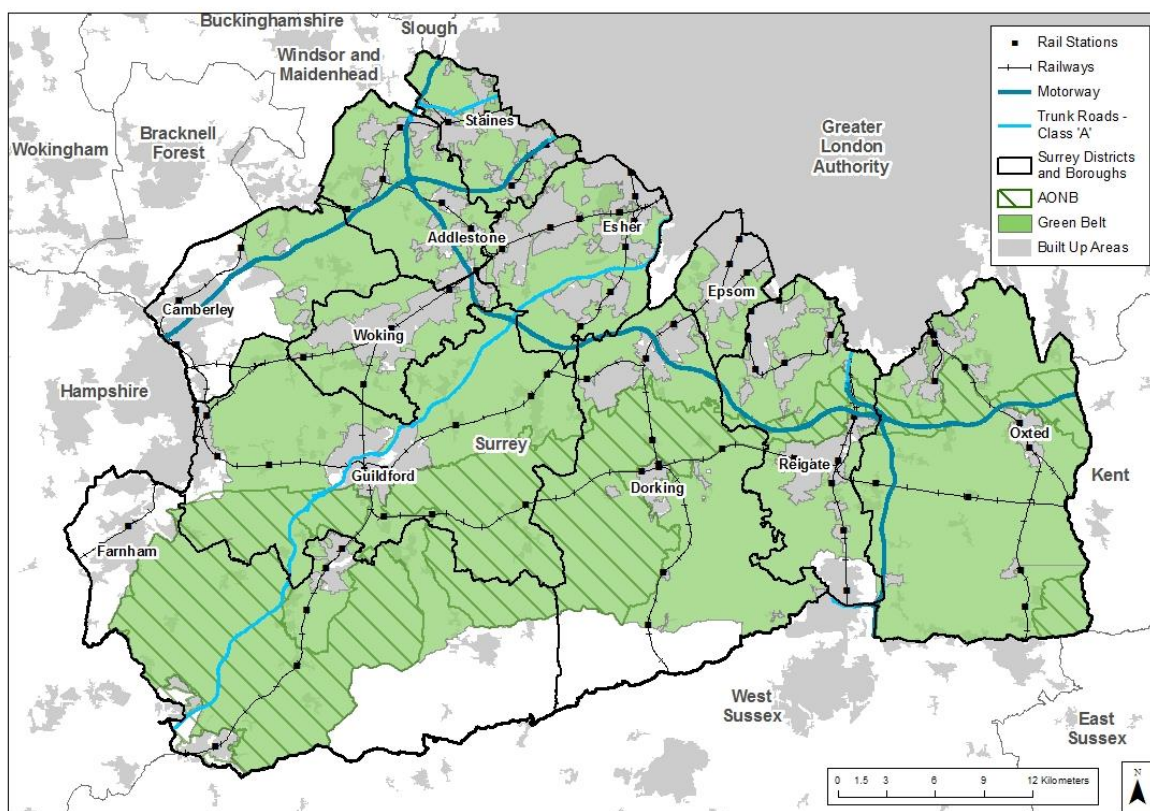 Buckinghamshire
Slough
Windsor and
Maidenhead
Bracknell
Forest
Wokingham
Staines
Greater
London
Authority
Addlestone
Esher
Camberley
Epsom
Woking
Hampshire
Surrey
Oxted
Guildford
Dorking
Reigate
Kent
Farnham
West
Sussex
East
Sussex
Rail Stations
Railways
Motorway
Trunk Roads -
Class 'A'
Surrey Districts
and Boroughs
AONB
Green Belt
Built Up Areas
0 1.5 3 6 9 12 Kilometers
N